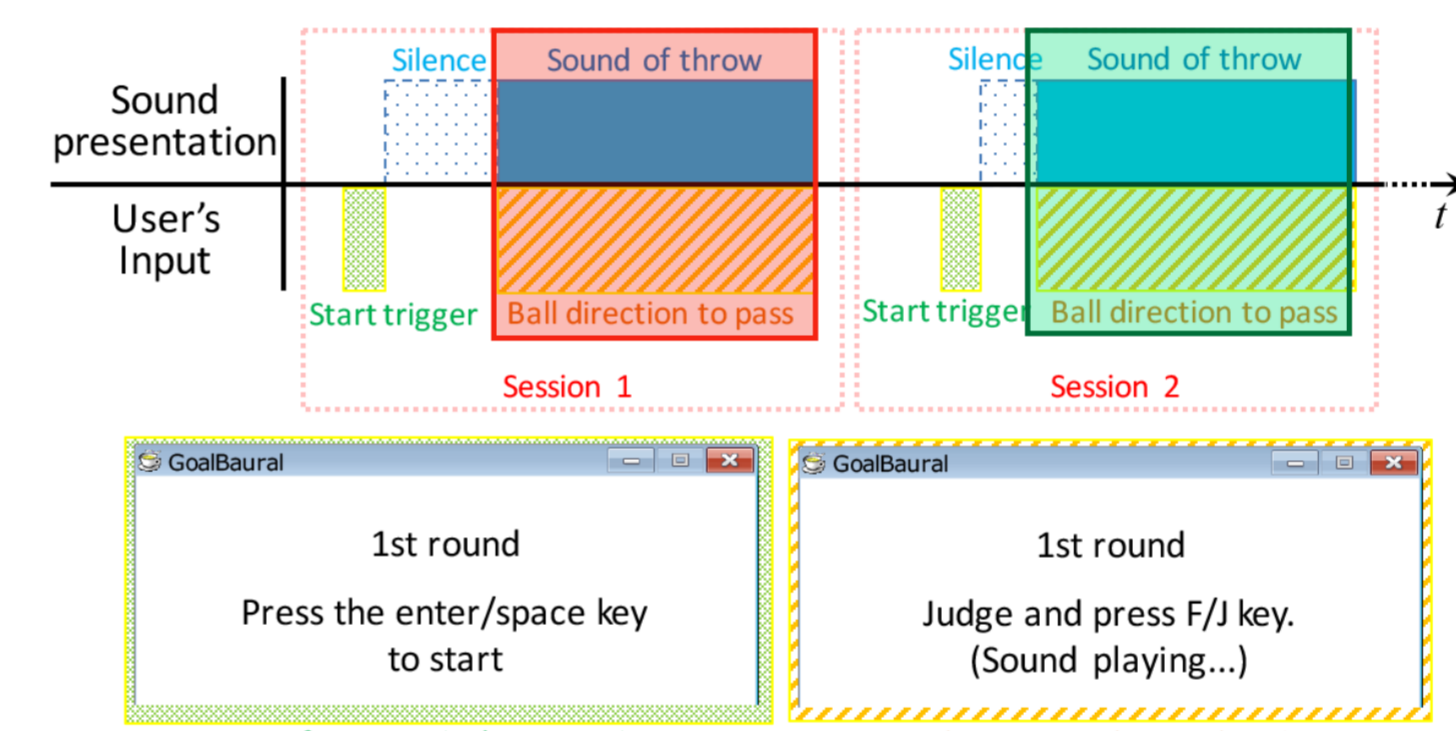 Silence Sound of throw Silence Sound of throw
Sound
presentation
User's
Input
t
Start trigger Ball direction to pass Start trigger Ball direction to pass
Session 1 Session 2
GoalBaural
1st round
Press the enter/space key
to start
GoalBaural
1st round
Judge and press F/J key.
(Sound playing...)